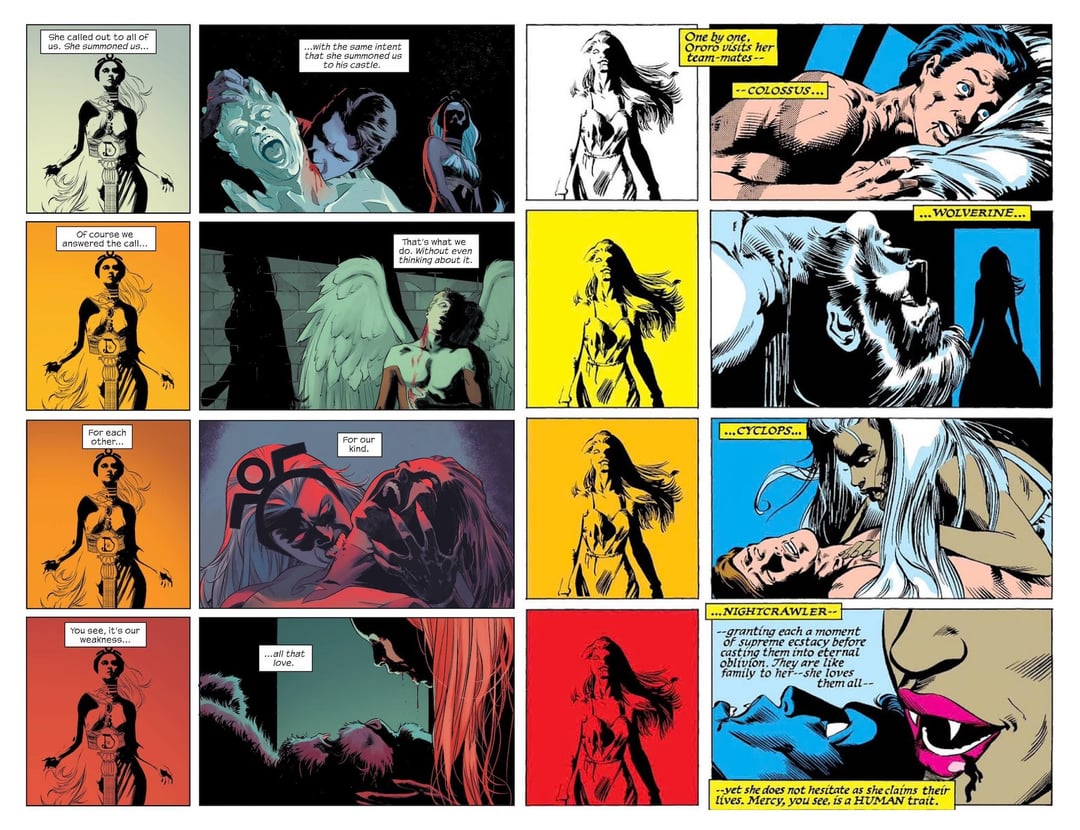 She called out to all of
us. She summoned us...
...with the same intent
that she summoned us
to his castle.
Of course we
answered the call...
That's what we
do. Without even
thinking about it.
For each
other...
For our
kind.
You see, it's our
weakness...
...all that
love.
One by one,
Ororo visits her
team-mates--
--COLOSSUS...
...WOLVERINE...
...CYCLOPS...
...NIGHTCRAWLER--
--granting each a moment
of supreme ecstacy before
casting them into eternal
oblivion. They are like
family to her--she loves
them all--
--yet she does not hesitate as she claims their
lives. Mercy, you see, is a HUMAN trait.